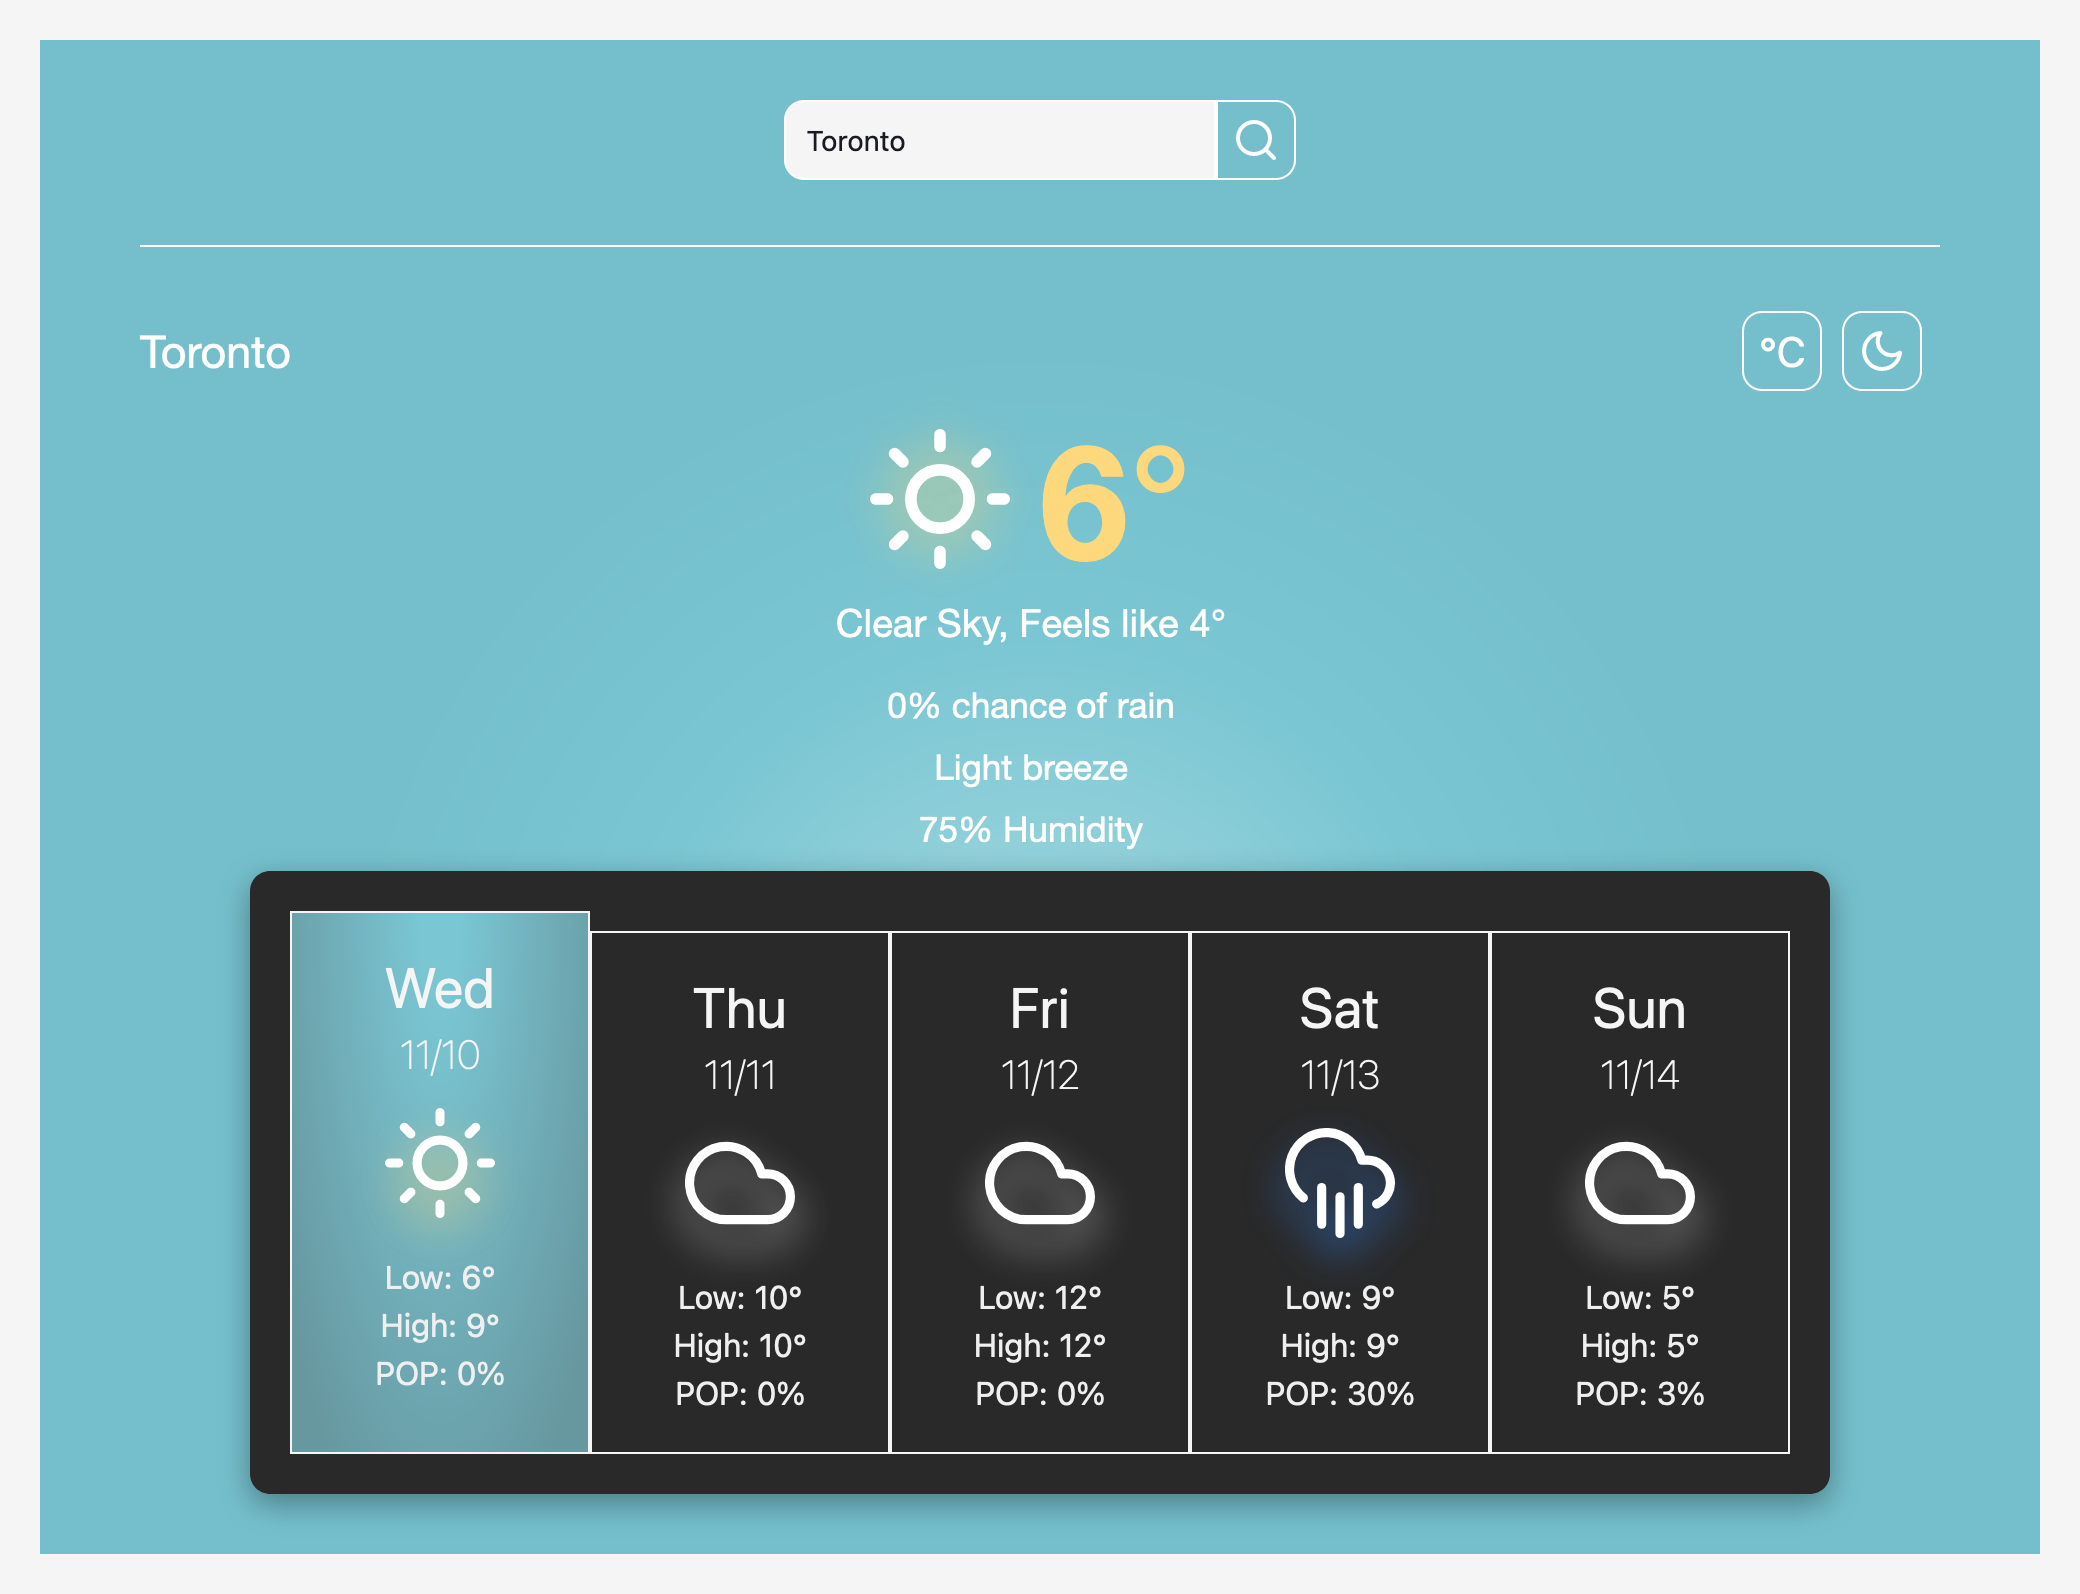 Toronto
Toronto
°C
6°
Clear Sky, Feels like 4°
0% chance of rain
Light breeze
75% Humidity
Wed
11/10
Low: 6°
High: 9°
POP: 0%
Thu
11/11
Low: 10°
High: 10°
POP: 0%
Fri
11/12
Low: 12°
High: 12°
POP: 0%
Sat
11/13
Low: 9°
High: 9°
POP: 30%
Sun
11/14
Low: 5°
High: 5°
POP: 3%